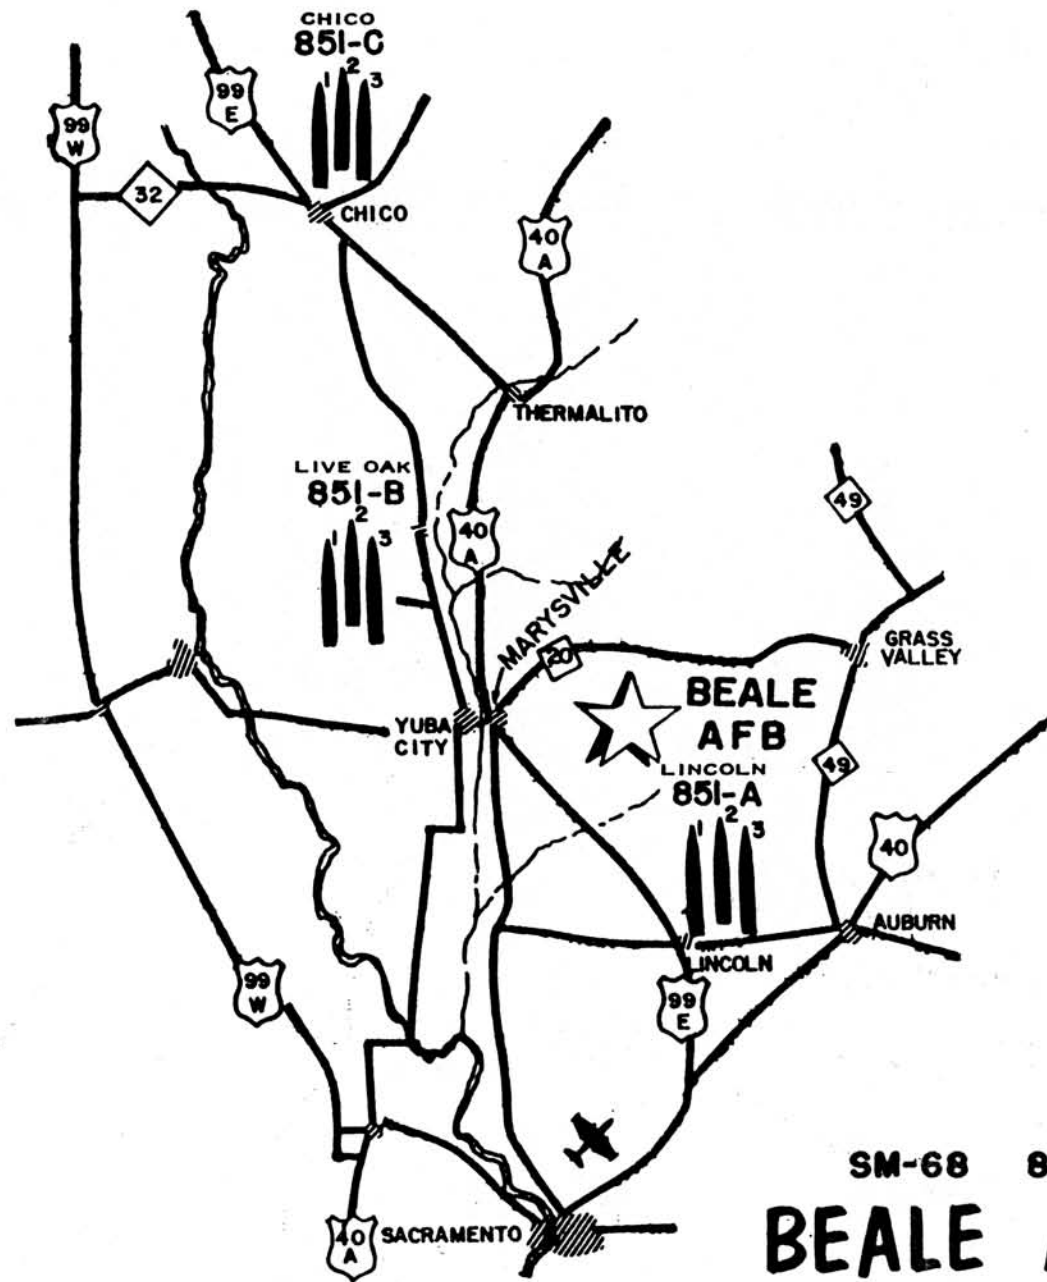 CHICO
851-C
1 2 3
99
E
99
W
32
CHICO
40
A
THERMALITO
LIVE OAK
851-B
1 2 3
40
A
49
MARYSVILLE
20
GRASS
VALLEY
BEALE
AFB
YUBA
CITY
LINCOLN
851-A
1 2 3
49
40
AUBURN
LINCOLN
99
W
99
E
SM-68 8
BEALE
40
A
SACRAMENTO